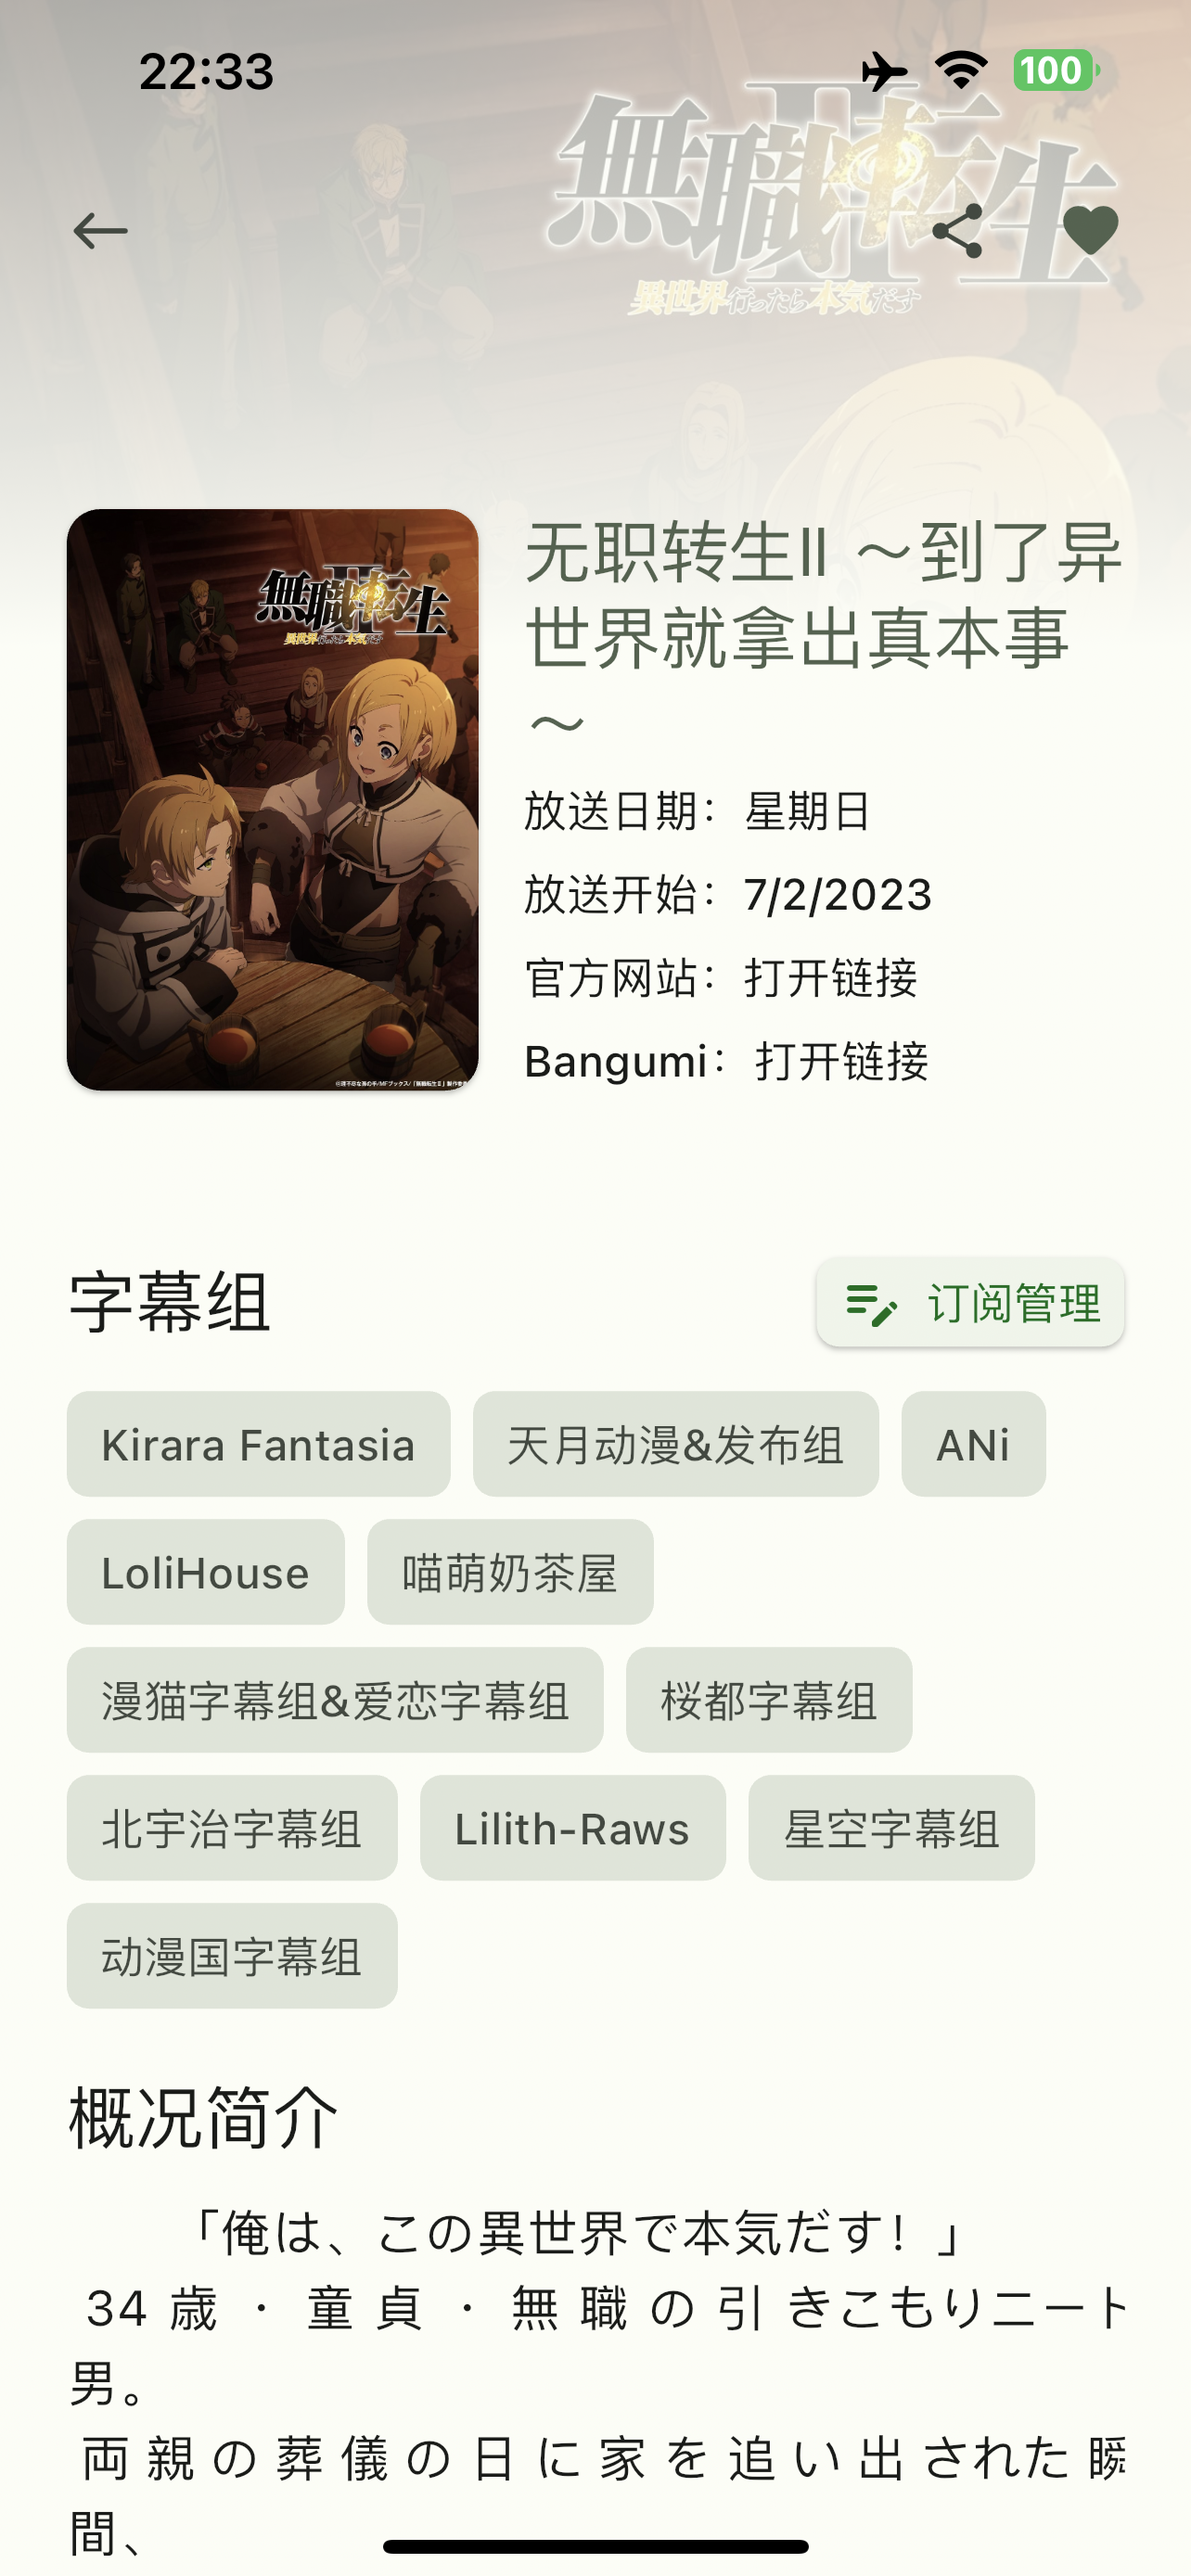 22:33
100
無職転生
II
異世界行ったら本気だす
無職転生
II
異世界行ったら本気だす
无职转生Ⅱ ～到了异
世界就拿出真本事
～
放送日期：星期日
放送开始：7/2/2023
官方网站：打开链接
Bangumi：打开链接
字幕组
订阅管理
Kirara Fantasia
天月动漫&发布组
ANi
LoliHouse
喵萌奶茶屋
漫猫字幕组&爱恋字幕组
桜都字幕组
北宇治字幕组
Lilith-Raws
星空字幕组
动漫国字幕组
概况简介
「俺は、この異世界で本気だす！」
34歳・童貞・無職の引きこもりニート
男。
両親の葬儀の日に家を追い出された瞬
間、